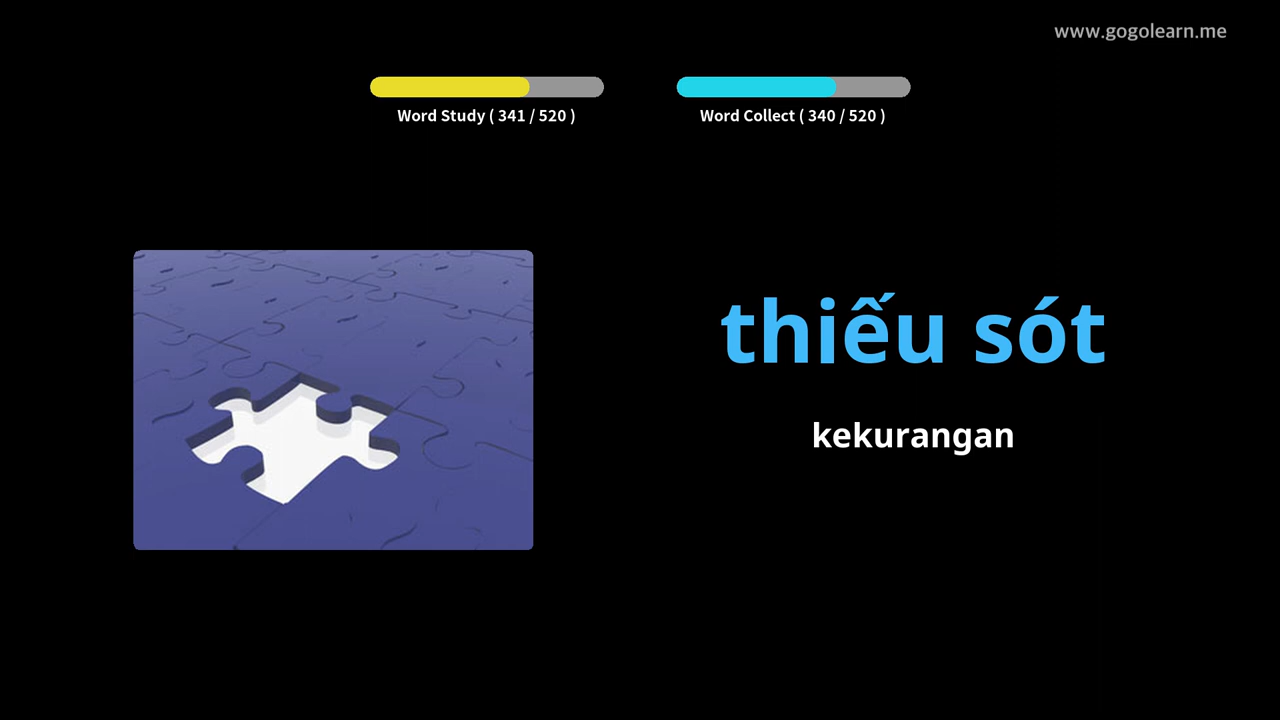 www.gogolearn.me
Word Study ( 341 / 520 )
Word Collect ( 340 / 520 )
thiếu sót
kekurangan